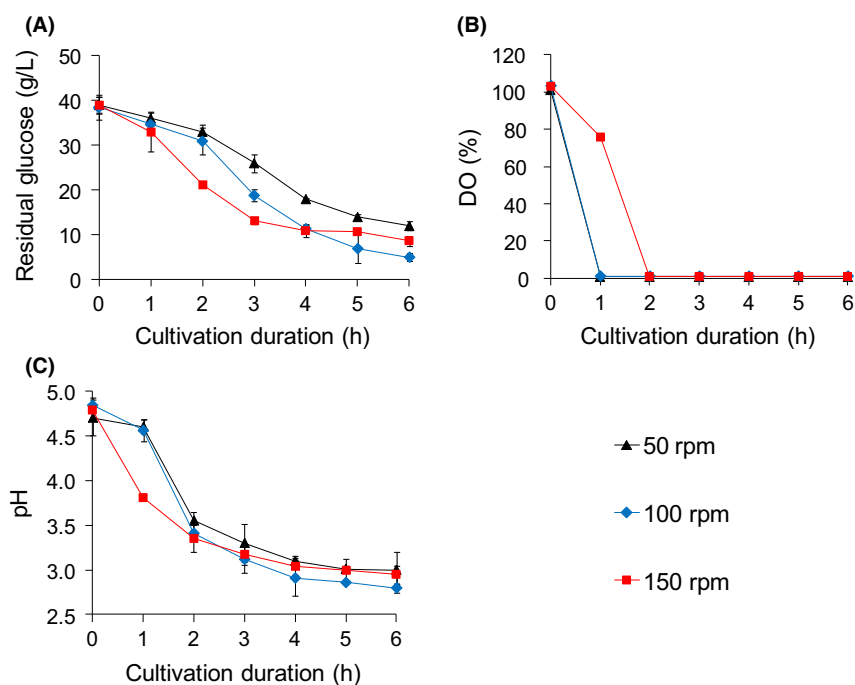 (A)
Residual glucose (g/L)
50
40
30
20
10
0
0 1 2 3 4 5 6
Cultivation duration (h)
(B)
DO (%)
120
100
80
60
40
20
0
0 1 2 3 4 5 6
Cultivation duration (h)
(C)
pH
5.0
4.5
4.0
3.5
3.0
2.5
0 1 2 3 4 5 6
Cultivation duration (h)
50 rpm
100 rpm
150 rpm